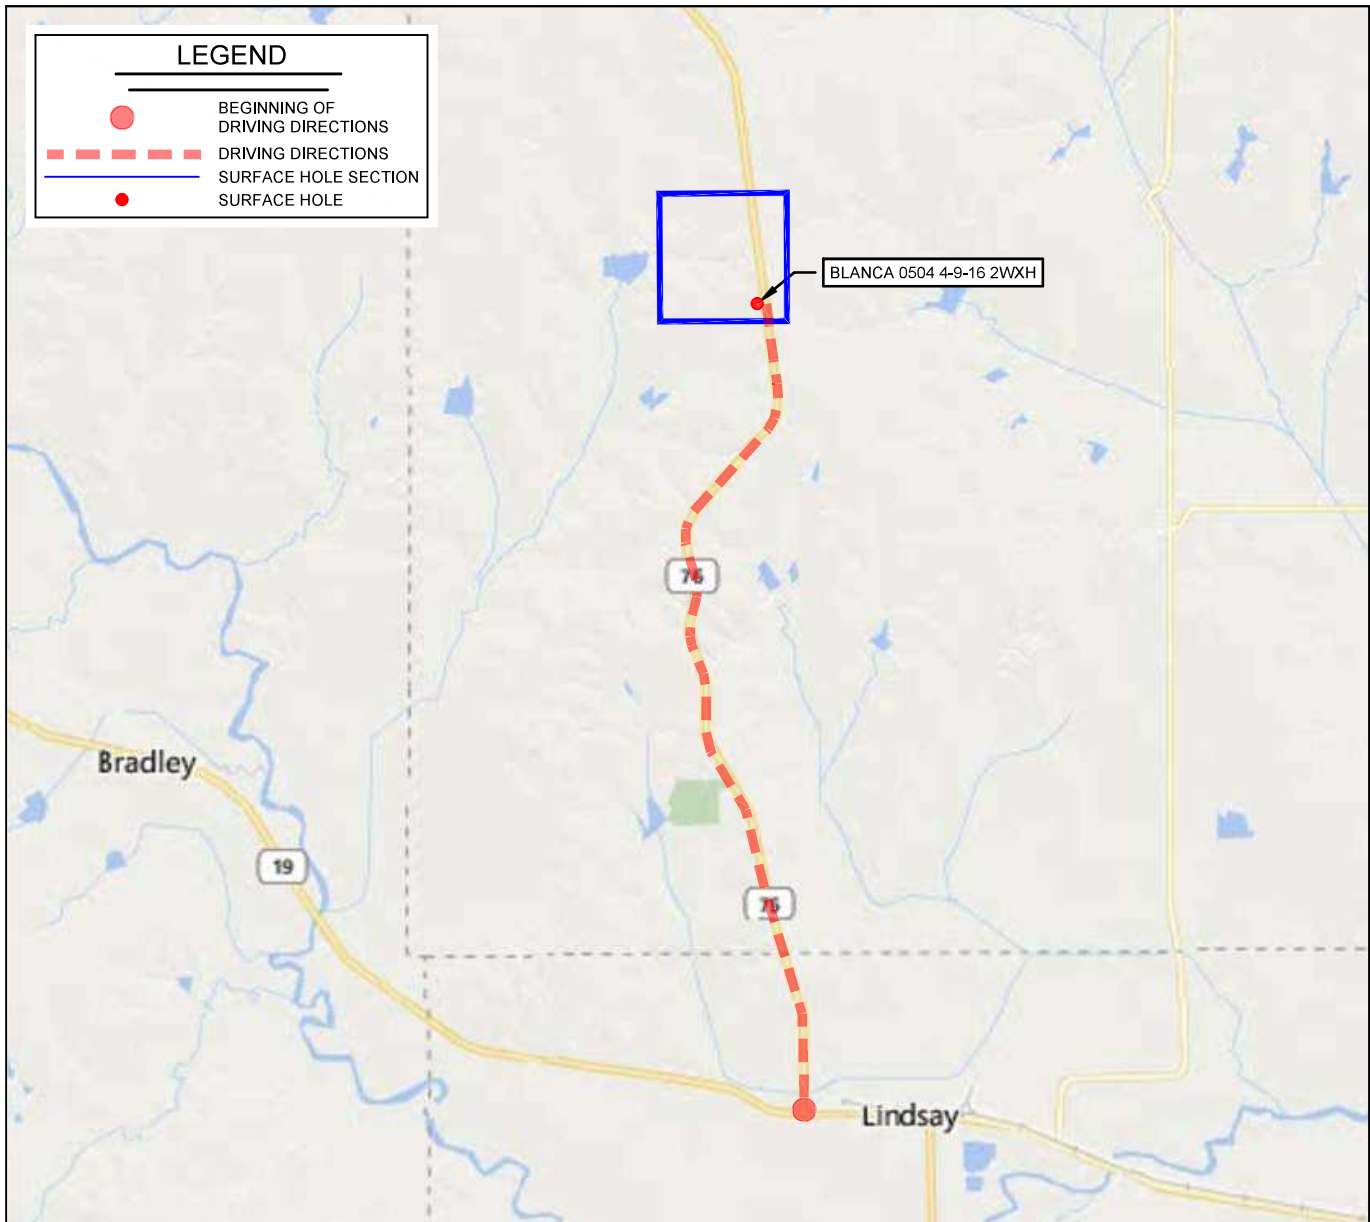 LEGEND
BEGINNING OF
DRIVING DIRECTIONS
DRIVING DIRECTIONS
SURFACE HOLE SECTION
SURFACE HOLE
BLANCA 0504 4-9-16 2WXH
76
Bradley
19
76
Lindsay